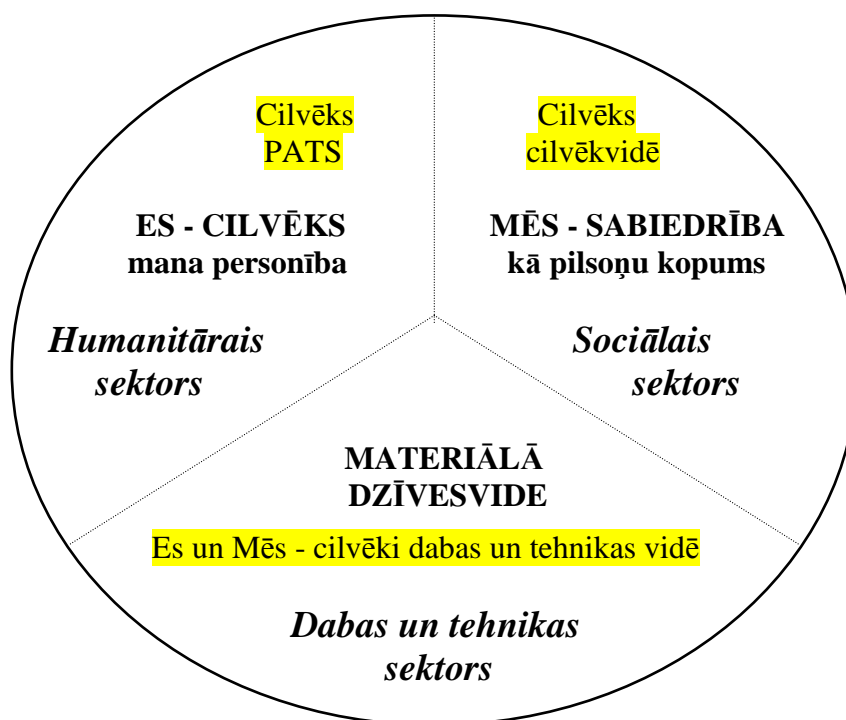 Cilvēks
PATS
ES - CILVĒKS
mana personība
Humanitārais
sektors
Cilvēks
cilvēkvidē
MĒS - SABIEDRĪBA
kā pilsoņu kopums
Sociālais
sektors
MATERIĀLĀ
DZĪVESVIDE
Es un Mēs - cilvēki dabas un tehnikas vidē
Dabas un tehnikas
sektors